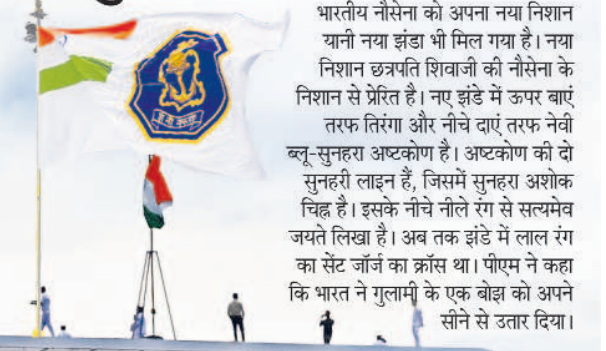 भारतीय नौसेना को अपना नया निशान
यानी नया झंडा भी मिल गया है। नया
निशान छत्रपति शिवाजी की नौसेना के
निशान से प्रेरित है। नए झंडे में ऊपर बाएं
तरफ तिरंगा और नीचे दाएं तरफ नेवी
ब्लू-सुनहरा अष्टकोण है। अष्टकोण की दो
सुनहरी लाइन हैं, जिसमें सुनहरा अशोक
चिह्न है। इसके नीचे नीले रंग से सत्यमेव
जयते लिखा है। अब तक झंडे में लाल रंग
का सेंट जॉर्ज का क्रॉस था। पीएम ने कहा
कि भारत ने गुलामी के एक बोझ को अपने
सीने से उतार दिया।